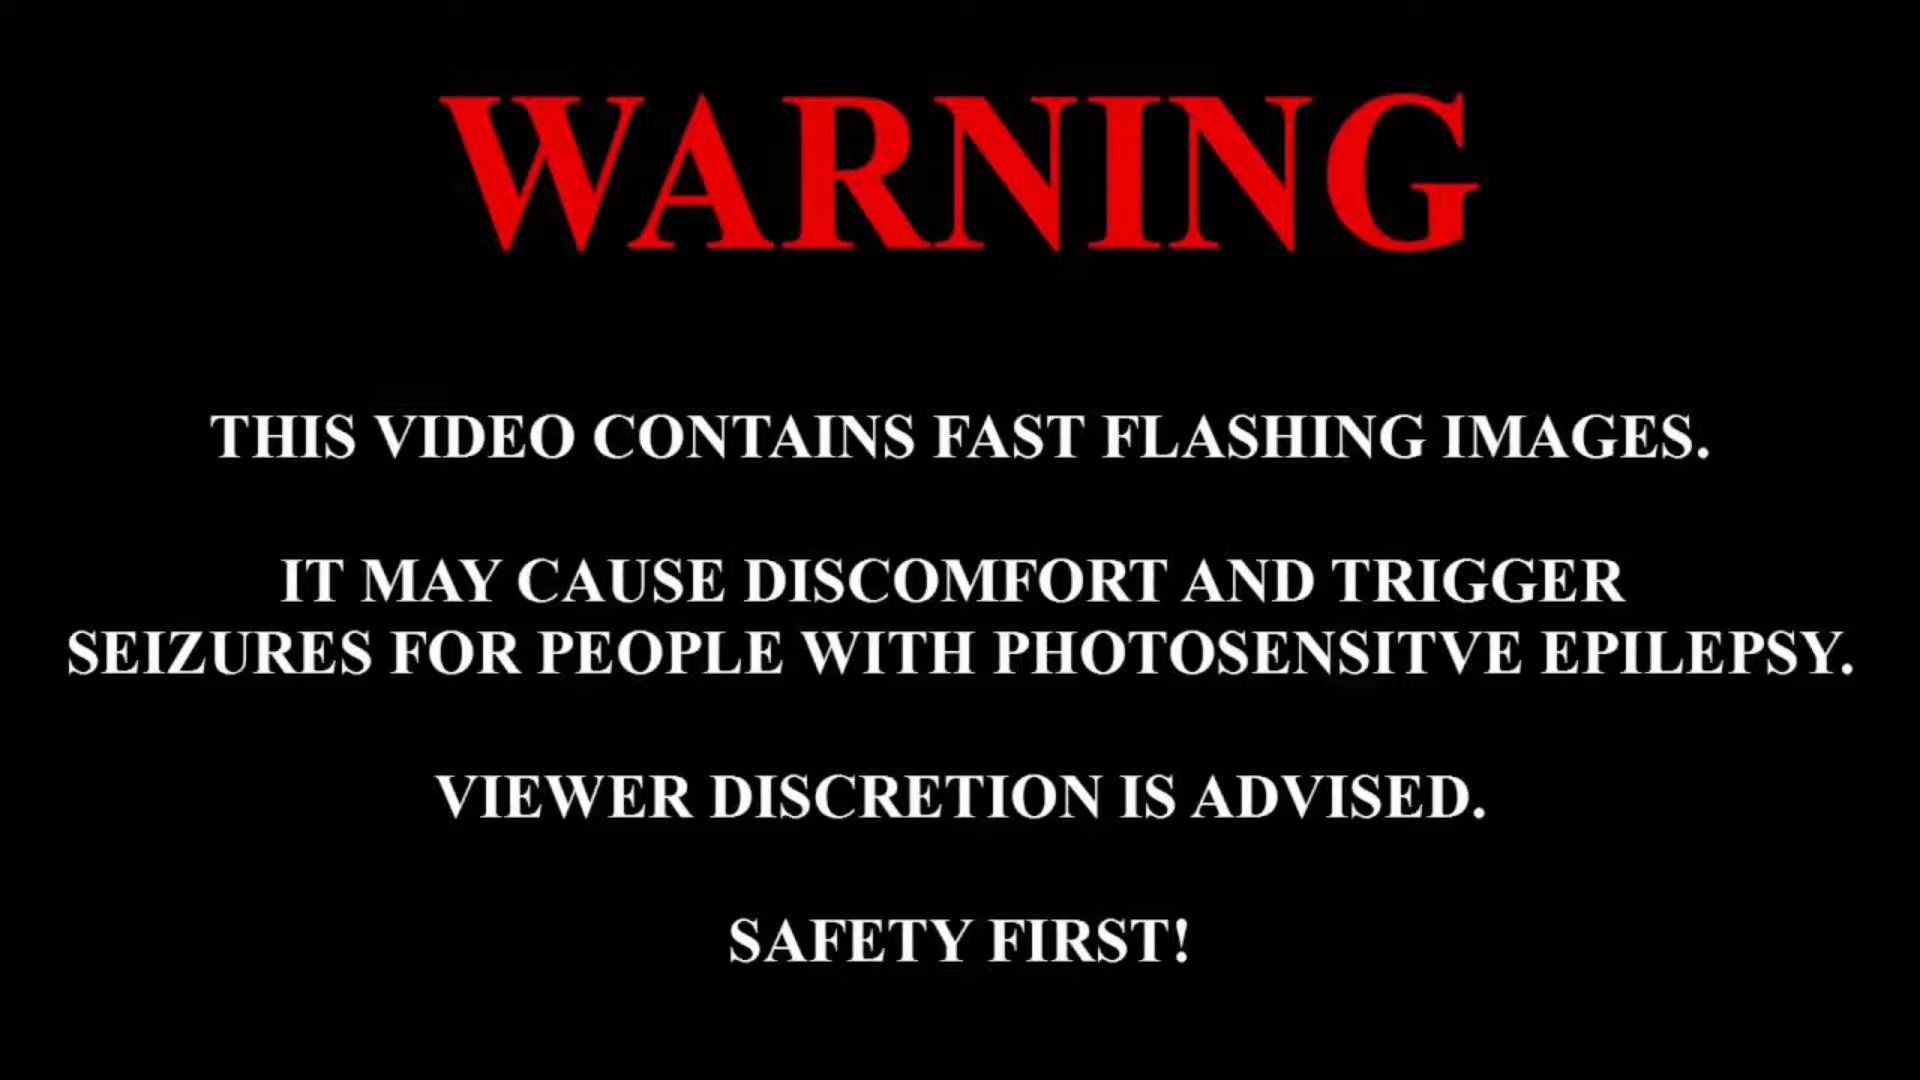 WARNING
THIS VIDEO CONTAINS FAST FLASHING IMAGES.
IT MAY CAUSE DISCOMFORT AND TRIGGER
SEIZURES FOR PEOPLE WITH PHOTOSENSITVE EPILEPSY.
VIEWER DISCRETION IS ADVISED.
SAFETY FIRST!